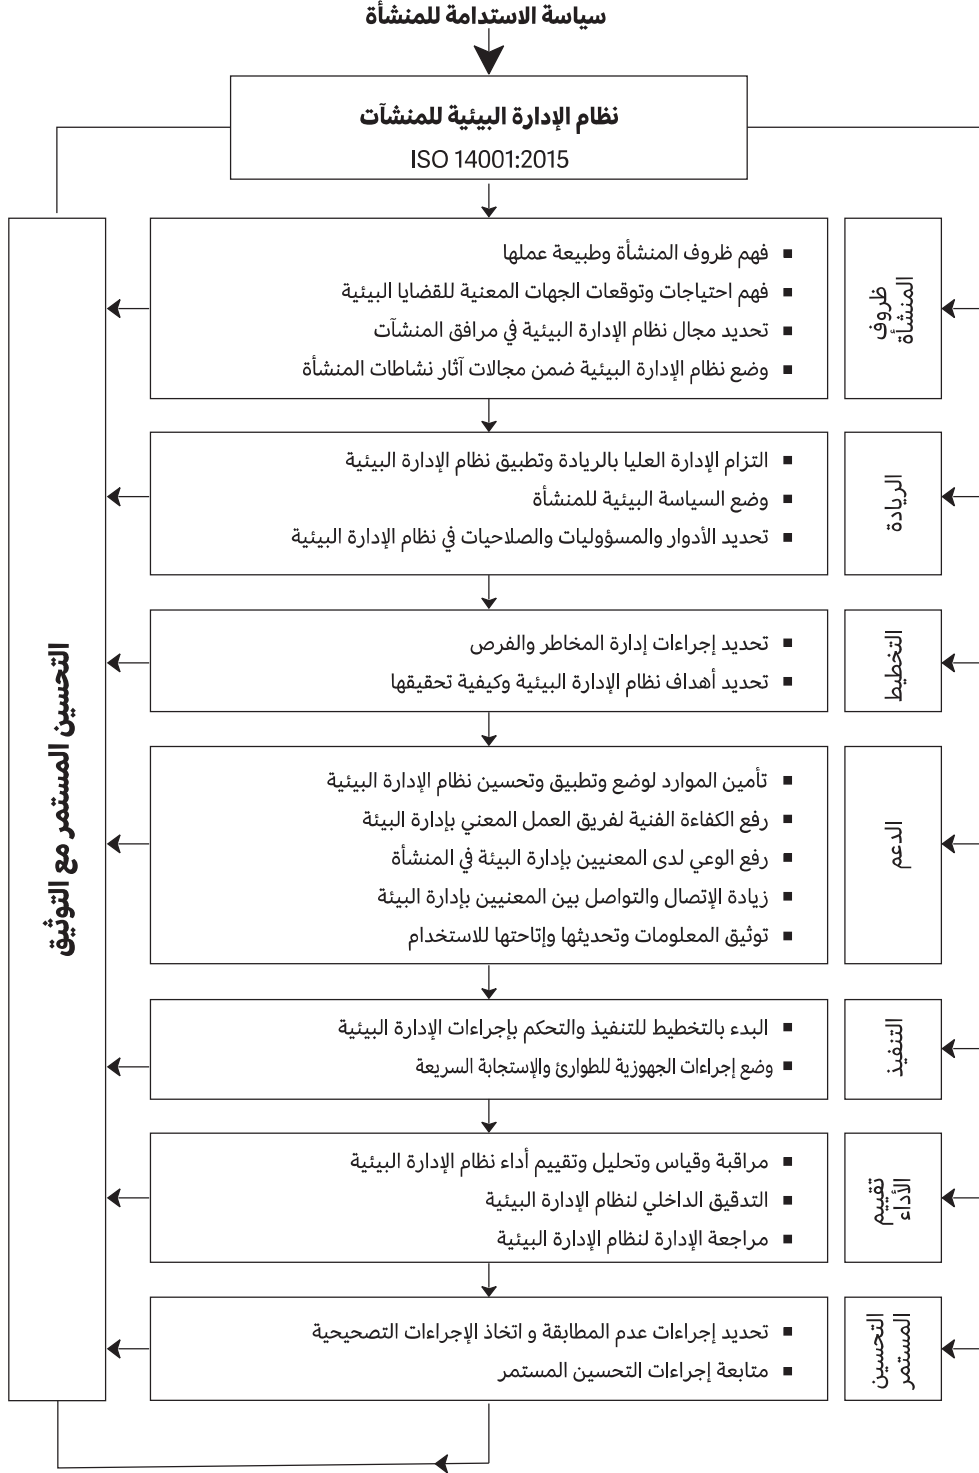 سياسة الاستدامة للمنشأة
نظام الإدارة البيئية للمنشآت
ISO 14001:2015
ظروف
المنشأة
▪ فهم ظروف المنشأة وطبيعة عملها
▪ فهم احتياجات وتوقعات الجهات المعنية للقضايا البيئية
▪ تحديد مجال نظام الإدارة البيئية في مرافق المنشآت
▪ وضع نظام الإدارة البيئية ضمن مجالات آثار نشاطات المنشأة
الريادة
▪ التزام الإدارة العليا بالريادة وتطبيق نظام الإدارة البيئية
▪ وضع السياسة البيئية للمنشأة
▪ تحديد الأدوار والمسؤوليات والصلاحيات في نظام الإدارة البيئية
التخطيط
▪ تحديد إجراءات إدارة المخاطر والفرص
▪ تحديد أهداف نظام الإدارة البيئية وكيفية تحقيقها
الدعم
▪ تأمين الموارد لوضع وتطبيق وتحسين نظام الإدارة البيئية
▪ رفع الكفاءة الفنية لفريق العمل المعني بإدارة البيئة
▪ رفع الوعي لدى المعنيين بإدارة البيئة في المنشأة
▪ زيادة الإتصال والتواصل بين المعنيين بإدارة البيئة
▪ توثيق المعلومات وتحديثها وإتاحتها للاستخدام
التنفيذ
▪ البدء بالتخطيط للتنفيذ والتحكم بإجراءات الإدارة البيئية
▪ وضع إجراءات الجهوزية للطوارئ والإستجابة السريعة
تقييم
الأداء
▪ مراقبة وقياس وتحليل وتقييم أداء نظام الإدارة البيئية
▪ التدقيق الداخلي لنظام الإدارة البيئية
▪ مراجعة الإدارة لنظام الإدارة البيئية
التحسين
المستمر
▪ تحديد إجراءات عدم المطابقة و اتخاذ الإجراءات التصحيحية
▪ متابعة إجراءات التحسين المستمر
التحسين المستمر مع التوثيق